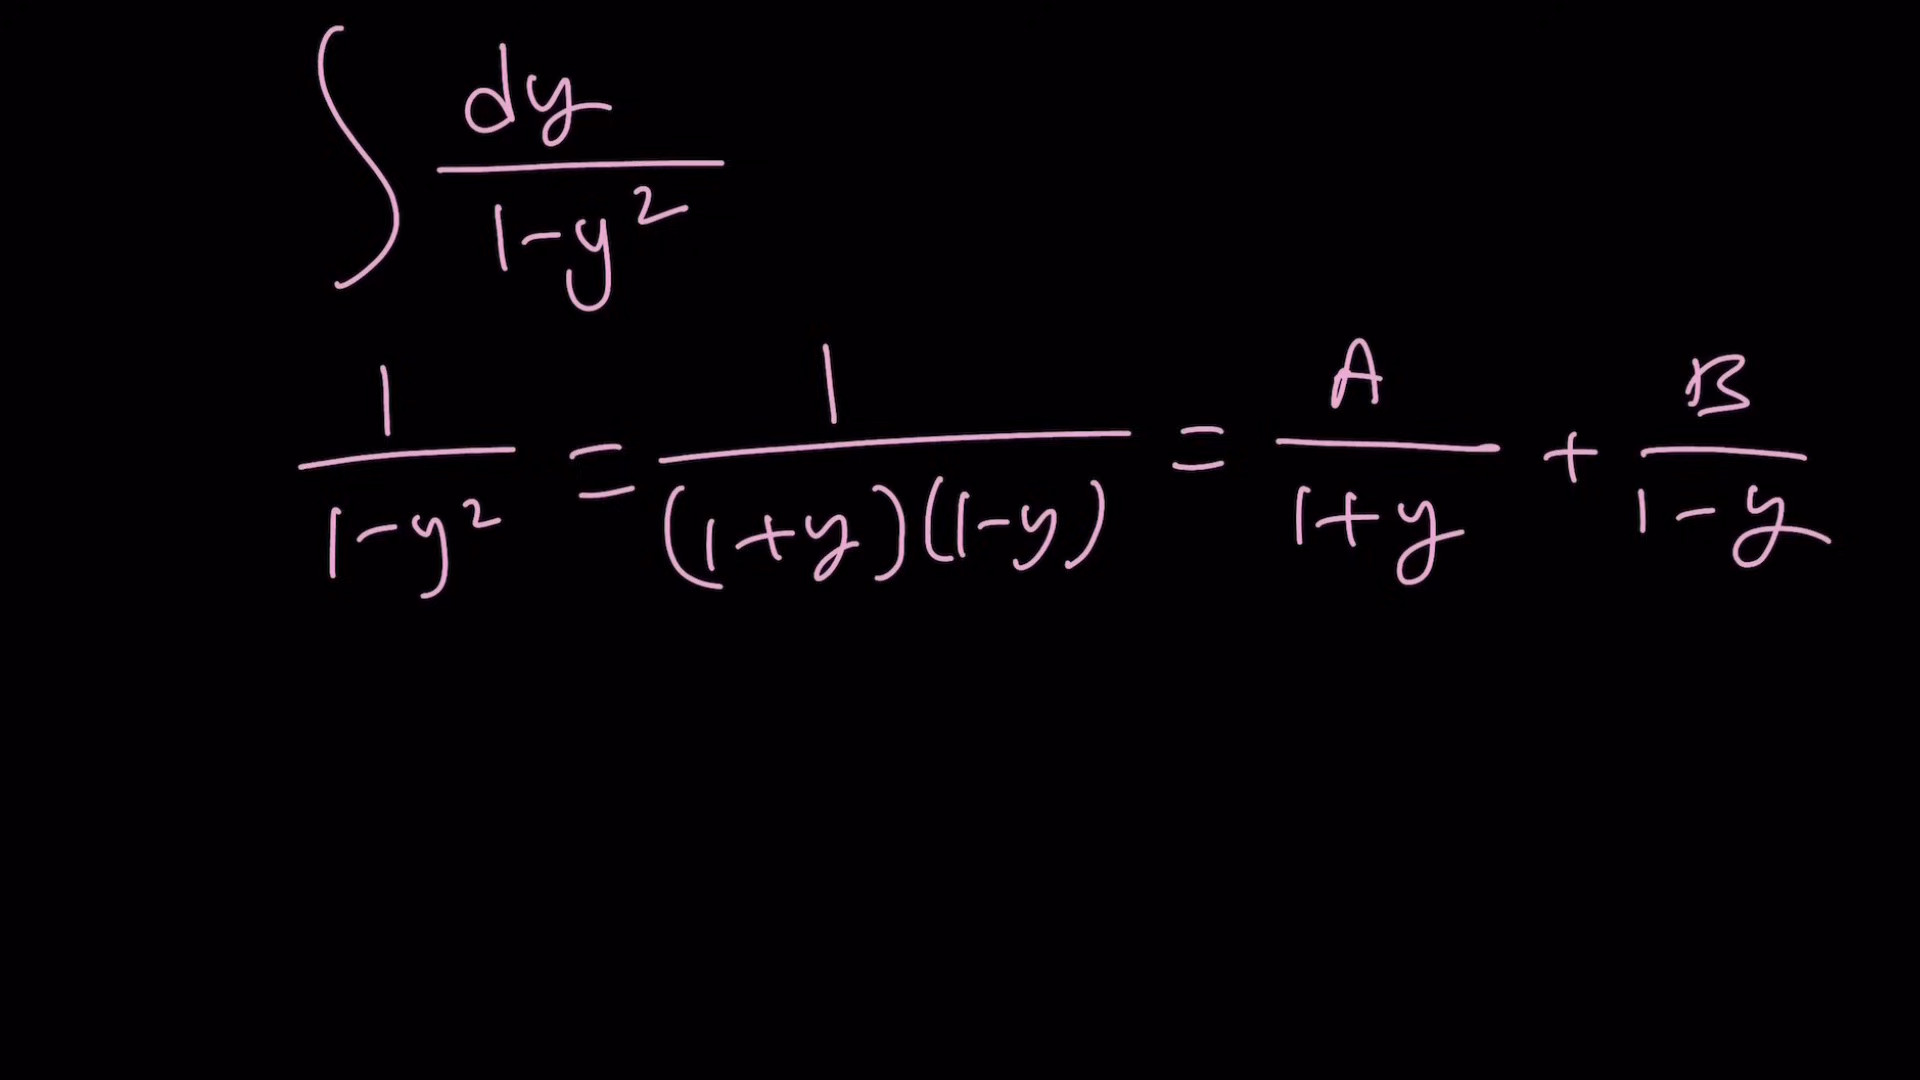 ∫ dy / (1-y²)
1 / (1-y²) = 1 / ((1+y)(1-y)) = A / (1+y) + B / (1-y)